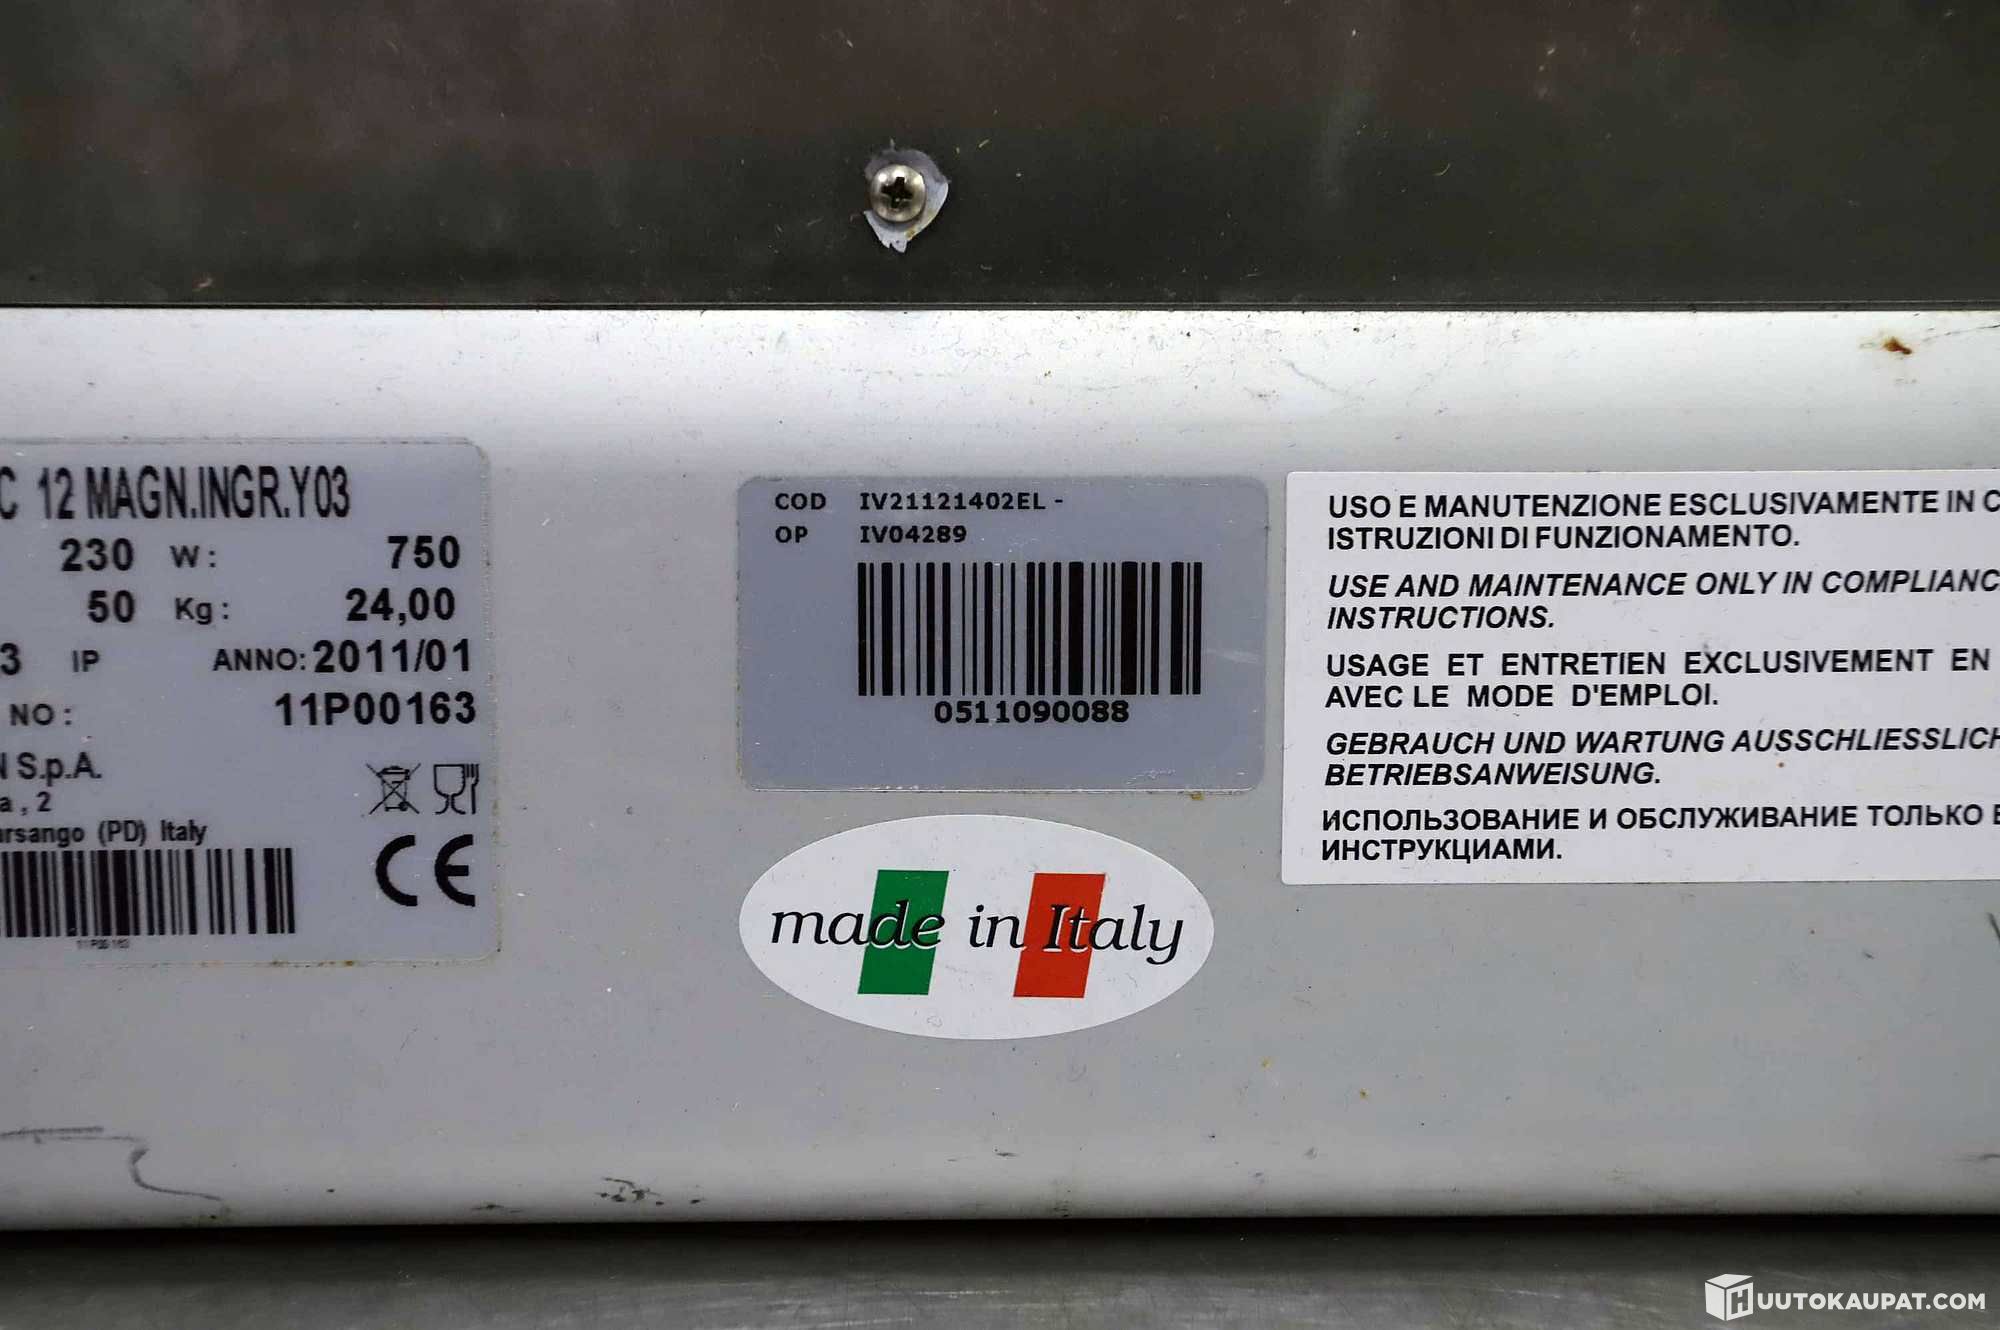 C 12 MAGN.INGR.Y03
230 W: 750
50 Kg: 24,00
3 IP ANNO: 2011/01
NO: 11P00163
N S.p.A.
a , 2
arsango (PD) Italy
11P00163
CE
COD IV21121402EL -
OP IV04289
0511090088
made in Italy
USO E MANUTENZIONE ESCLUSIVAMENTE IN C
ISTRUZIONI DI FUNZIONAMENTO.
USE AND MAINTENANCE ONLY IN COMPLIANC
INSTRUCTIONS.
USAGE ET ENTRETIEN EXCLUSIVEMENT EN
AVEC LE MODE D'EMPLOI.
GEBRAUCH UND WARTUNG AUSSCHLIESSLICH
BETRIEBSANWEISUNG.
ИСПОЛЬЗОВАНИЕ И ОБСЛУЖИВАНИЕ ТОЛЬКО В
ИНСТРУКЦИАМИ.
HUUTOKAUPAT.COM